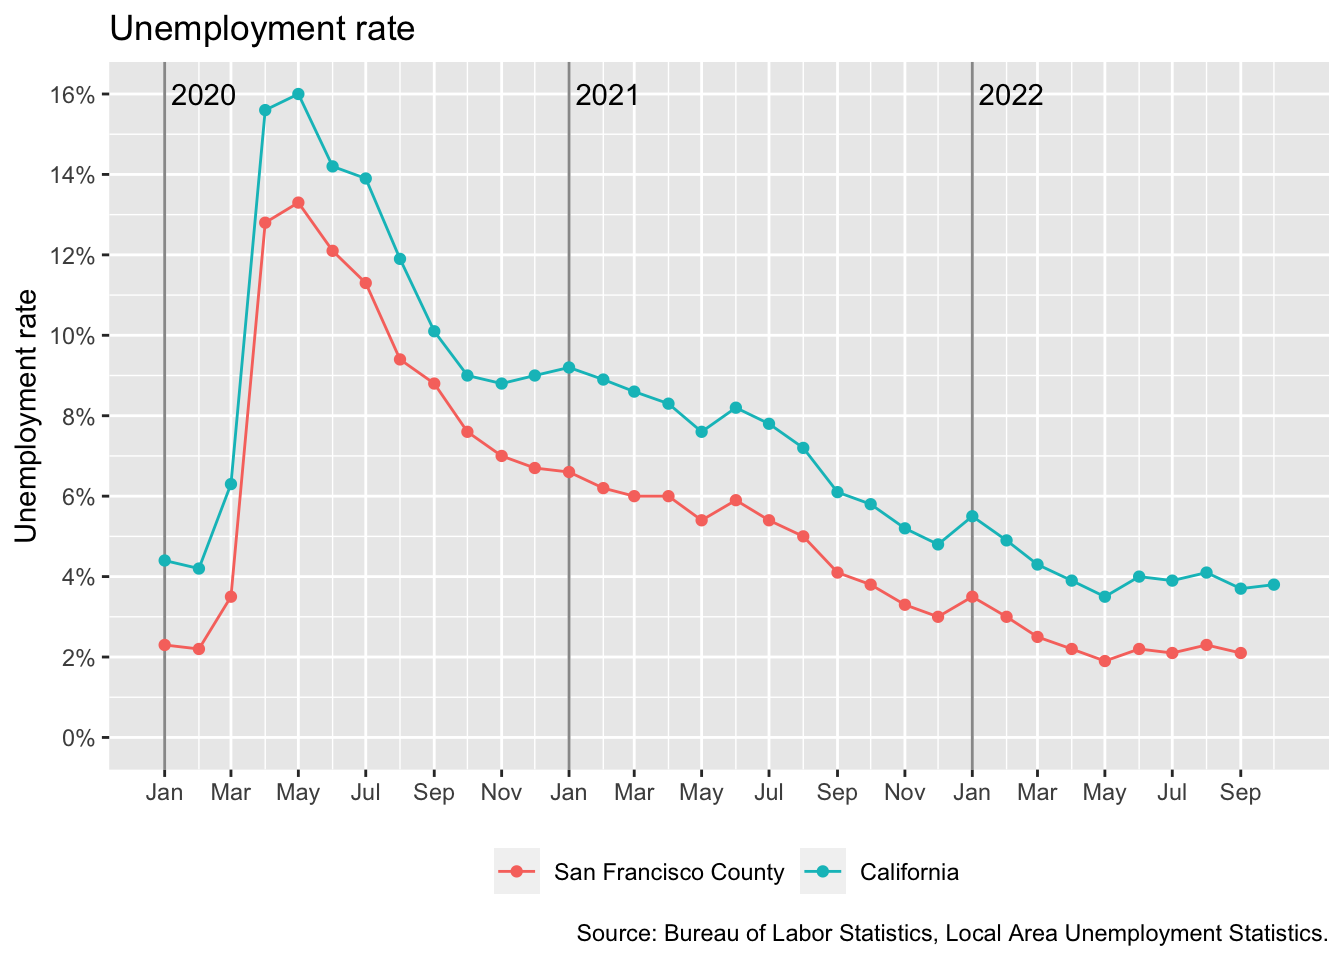 Unemployment rate
2020 2021 2022
16%
14%
12%
10%
8%
6%
4%
2%
0%
Unemployment rate
Jan Mar May Jul Sep Nov Jan Mar May Jul Sep Nov Jan Mar May Jul Sep
San Francisco County California
Source: Bureau of Labor Statistics, Local Area Unemployment Statistics.